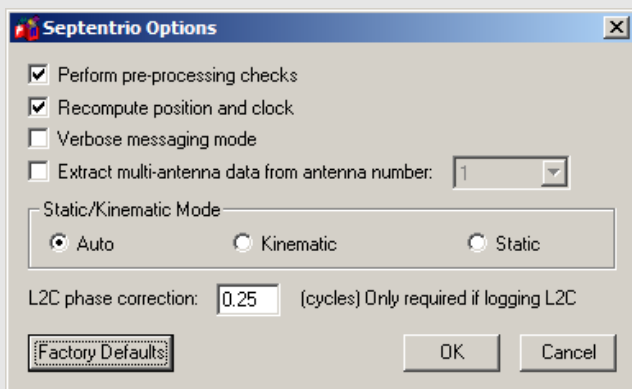 Septentrio Options
Perform pre-processing checks
Recompute position and clock
Verbose messaging mode
Extract multi-antenna data from antenna number: 1
Static/Kinematic Mode
Auto Kinematic Static
L2C phase correction: 0.25 (cycles) Only required if logging L2C
Factory Defaults OK Cancel